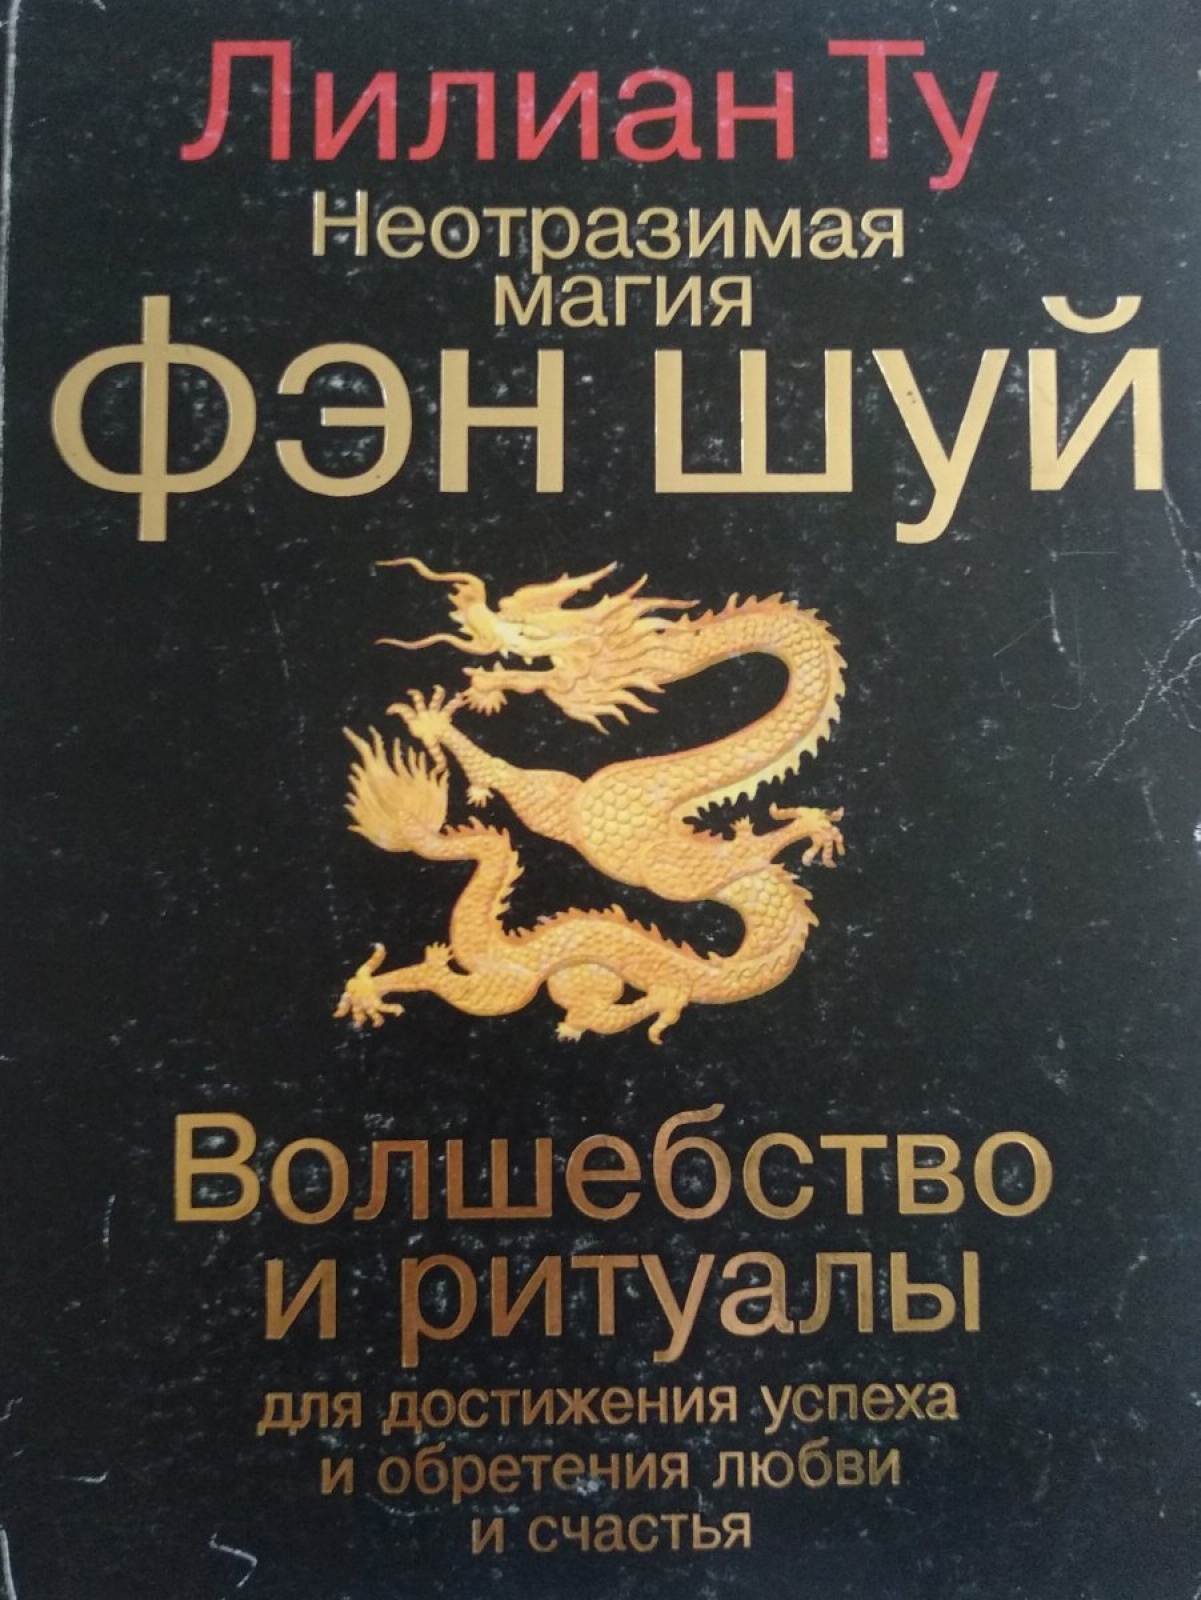 Лилиан Ту
Неотразимая
магия
фэн шуй
Волшебство
и ритуалы
для достижения успеха
и обретения любви
и счастья